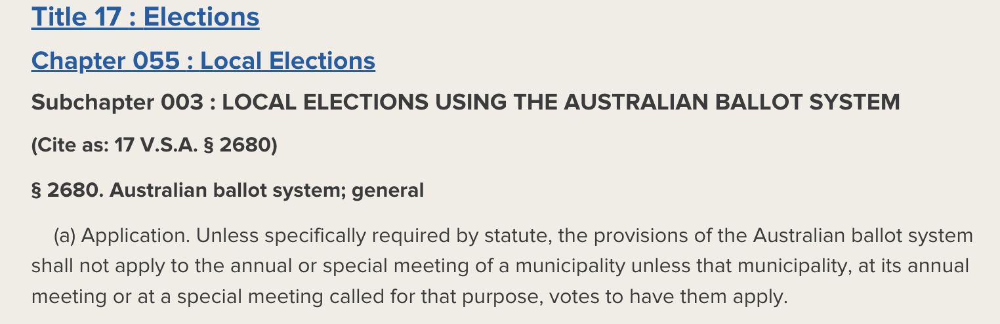 Title 17 : Elections
Chapter 055 : Local Elections
Subchapter 003 : LOCAL ELECTIONS USING THE AUSTRALIAN BALLOT SYSTEM
(Cite as: 17 V.S.A. § 2680)
§ 2680. Australian ballot system; general
(a) Application. Unless specifically required by statute, the provisions of the Australian ballot system
shall not apply to the annual or special meeting of a municipality unless that municipality, at its annual
meeting or at a special meeting called for that purpose, votes to have them apply.